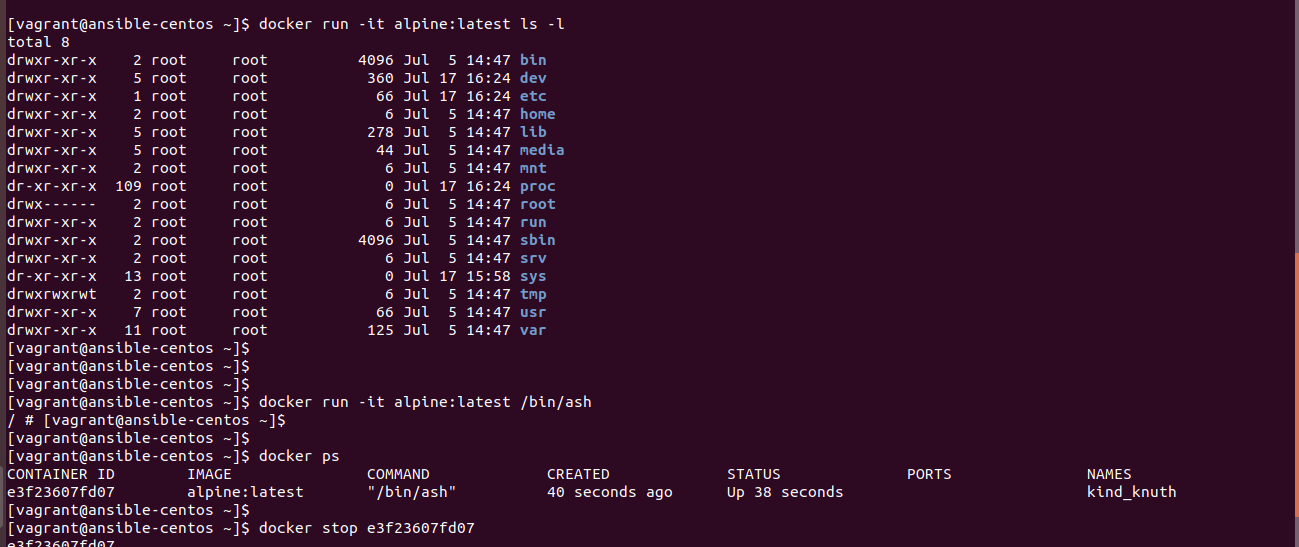 [vagrant@ansible-centos ~]$ docker run -it alpine:latest ls -l
total 8
drwxr-xr-x    2 root     root          4096 Jul  5 14:47 bin
drwxr-xr-x    5 root     root           360 Jul 17 16:24 dev
drwxr-xr-x    1 root     root            66 Jul 17 16:24 etc
drwxr-xr-x    2 root     root             6 Jul  5 14:47 home
drwxr-xr-x    5 root     root           278 Jul  5 14:47 lib
drwxr-xr-x    5 root     root            44 Jul  5 14:47 media
drwxr-xr-x    2 root     root             6 Jul  5 14:47 mnt
dr-xr-xr-x  109 root     root             0 Jul 17 16:24 proc
drwx------    2 root     root             6 Jul  5 14:47 root
drwxr-xr-x    2 root     root             6 Jul  5 14:47 run
drwxr-xr-x    2 root     root          4096 Jul  5 14:47 sbin
drwxr-xr-x    2 root     root             6 Jul  5 14:47 srv
dr-xr-xr-x   13 root     root             0 Jul 17 15:58 sys
drwxrwxrwt    2 root     root             6 Jul  5 14:47 tmp
drwxr-xr-x    7 root     root            66 Jul  5 14:47 usr
drwxr-xr-x   11 root     root           125 Jul  5 14:47 var
[vagrant@ansible-centos ~]$
[vagrant@ansible-centos ~]$
[vagrant@ansible-centos ~]$
[vagrant@ansible-centos ~]$ docker run -it alpine:latest /bin/ash
/ # [vagrant@ansible-centos ~]$
[vagrant@ansible-centos ~]$
[vagrant@ansible-centos ~]$ docker ps
CONTAINER ID        IMAGE               COMMAND             CREATED             STATUS              PORTS               NAMES
e3f23607fd07        alpine:latest       "/bin/ash"          40 seconds ago      Up 38 seconds                           kind_knuth
[vagrant@ansible-centos ~]$
[vagrant@ansible-centos ~]$ docker stop e3f23607fd07
e3f23607fd07